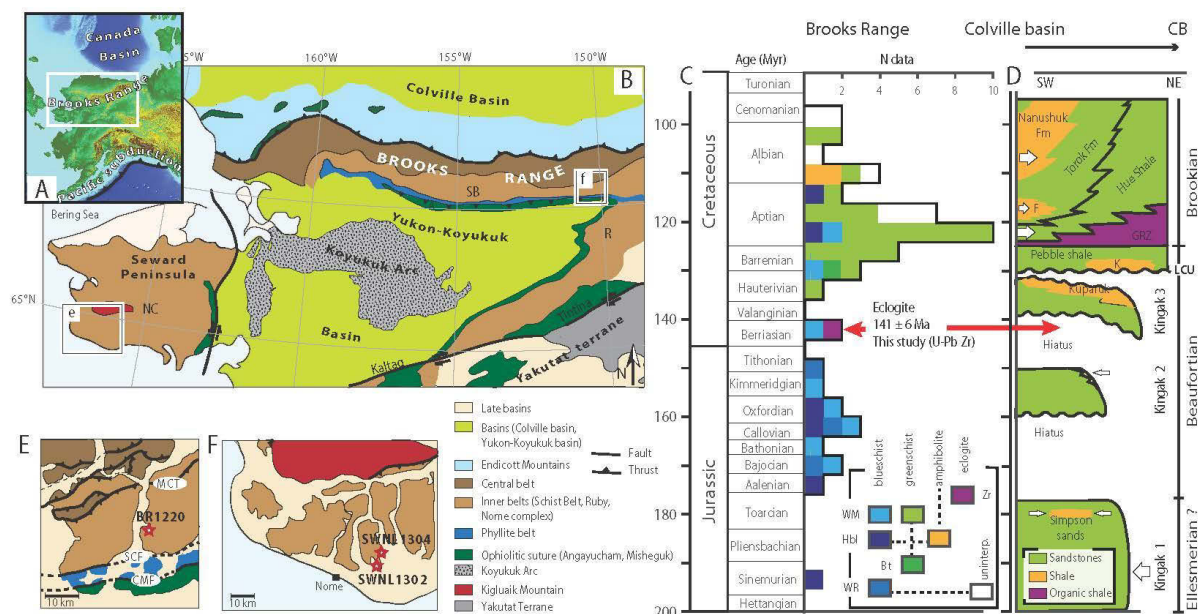 Canada
Basin
Brooks Range
Pacific subduction
A
5°W
160°W
155°W
150°W
B
Colville Basin
BROOKS
RANGE
SB
f
Bering Sea
Yukon-Koyukuk
R
Koyukuk Arc
Seward
Peninsula
NC
65°N
e
Basin
Tintina
Kaltag
Yakutat terrane
N
E
MCT
BR1220
SCF
CMF
10 km
F
SWNL1304
SWNL1302
Nome
10 km
Late basins
Basins (Colville basin,
Yukon-Koyukuk basin)
Endicott Mountains
Central belt
Inner belts (Schist Belt, Ruby,
Nome complex)
Phyllite belt
Ophiolitic suture (Angayucham, Misheguk)
Koyukuk Arc
Kigluaik Mountain
Yakutat Terrane
Fault
Thrust
Brooks Range
C
Age (Myr)
N data
0 2 4 6 8 10
100
120
140
160
180
200
Cretaceous
Jurassic
Turonian
Cenomanian
Albian
Aptian
Barremian
Hauterivian
Valanginian
Berriasian
Tithonian
Kimmeridgian
Oxfordian
Callovian
Bathonian
Bajocian
Aalenian
Toarcian
Pliensbachian
Sinemurian
Hettangian
Eclogite
141 ± 6 Ma
This study (U-Pb Zr)
blueschist
greenschist
amphibolite
eclogite
Zr
WM
Hbl
Bt
WR
uninterp.
Colville basin
CB
D
SW
NE
Nanushuk
Fm
Torok Fm
Hue Shale
F
GRZ
Pebble shale
K
LCU
Kuparuk
Hiatus
Hiatus
Simpson
sands
Sandstones
Shale
Organic shale
Kingak 3
Kingak 2
Kingak 1
Brookian
Beaufortian
Ellesmerian ?